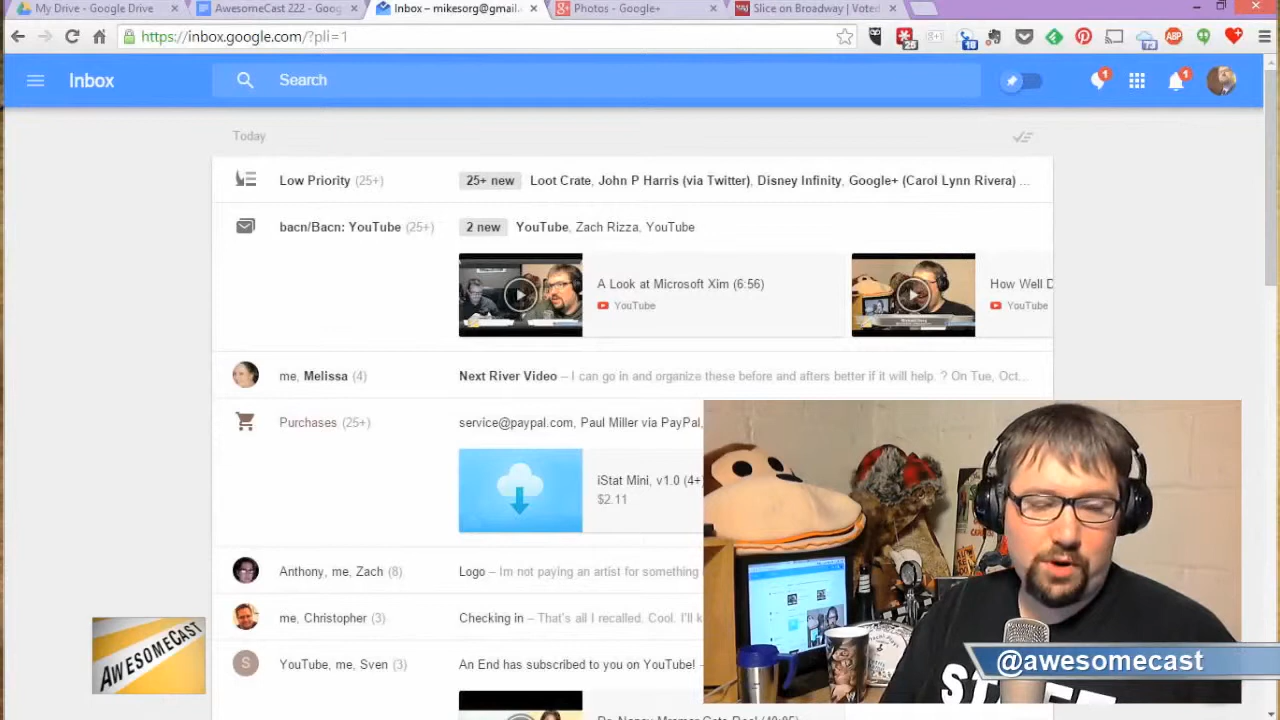 My Drive - Google Drive
AwesomeCast 222 - Goog
Inbox – mikesorg@gmail.
Photos - Google+
Slice on Broadway | Voted
https://inbox.google.com/?pli=1
Inbox
Search
Today
Low Priority (25+)
25+ new
Loot Crate, John P Harris (via Twitter), Disney Infinity, Google+ (Carol Lynn Rivera) ...
bacn/Bacn: YouTube (25+)
2 new
YouTube, Zach Rizza, YouTube
A Look at Microsoft Xim (6:56)
YouTube
How Well D
YouTube
me, Melissa (4)
Next River Video – I can go in and organize these before and afters better if it will help. ? On Tue, Oct...
Purchases (25+)
service@paypal.com, Paul Miller via PayPal,
iStat Mini, v1.0 (4+
$2.11
Anthony, me, Zach (8)
Logo – Im not paying an artist for something
me, Christopher (3)
Checking in – That's all I recalled. Cool. I'll k
S
YouTube, me, Sven (3)
An End has subscribed to you on YouTube! –
AWESOMECAST
@awesomecast